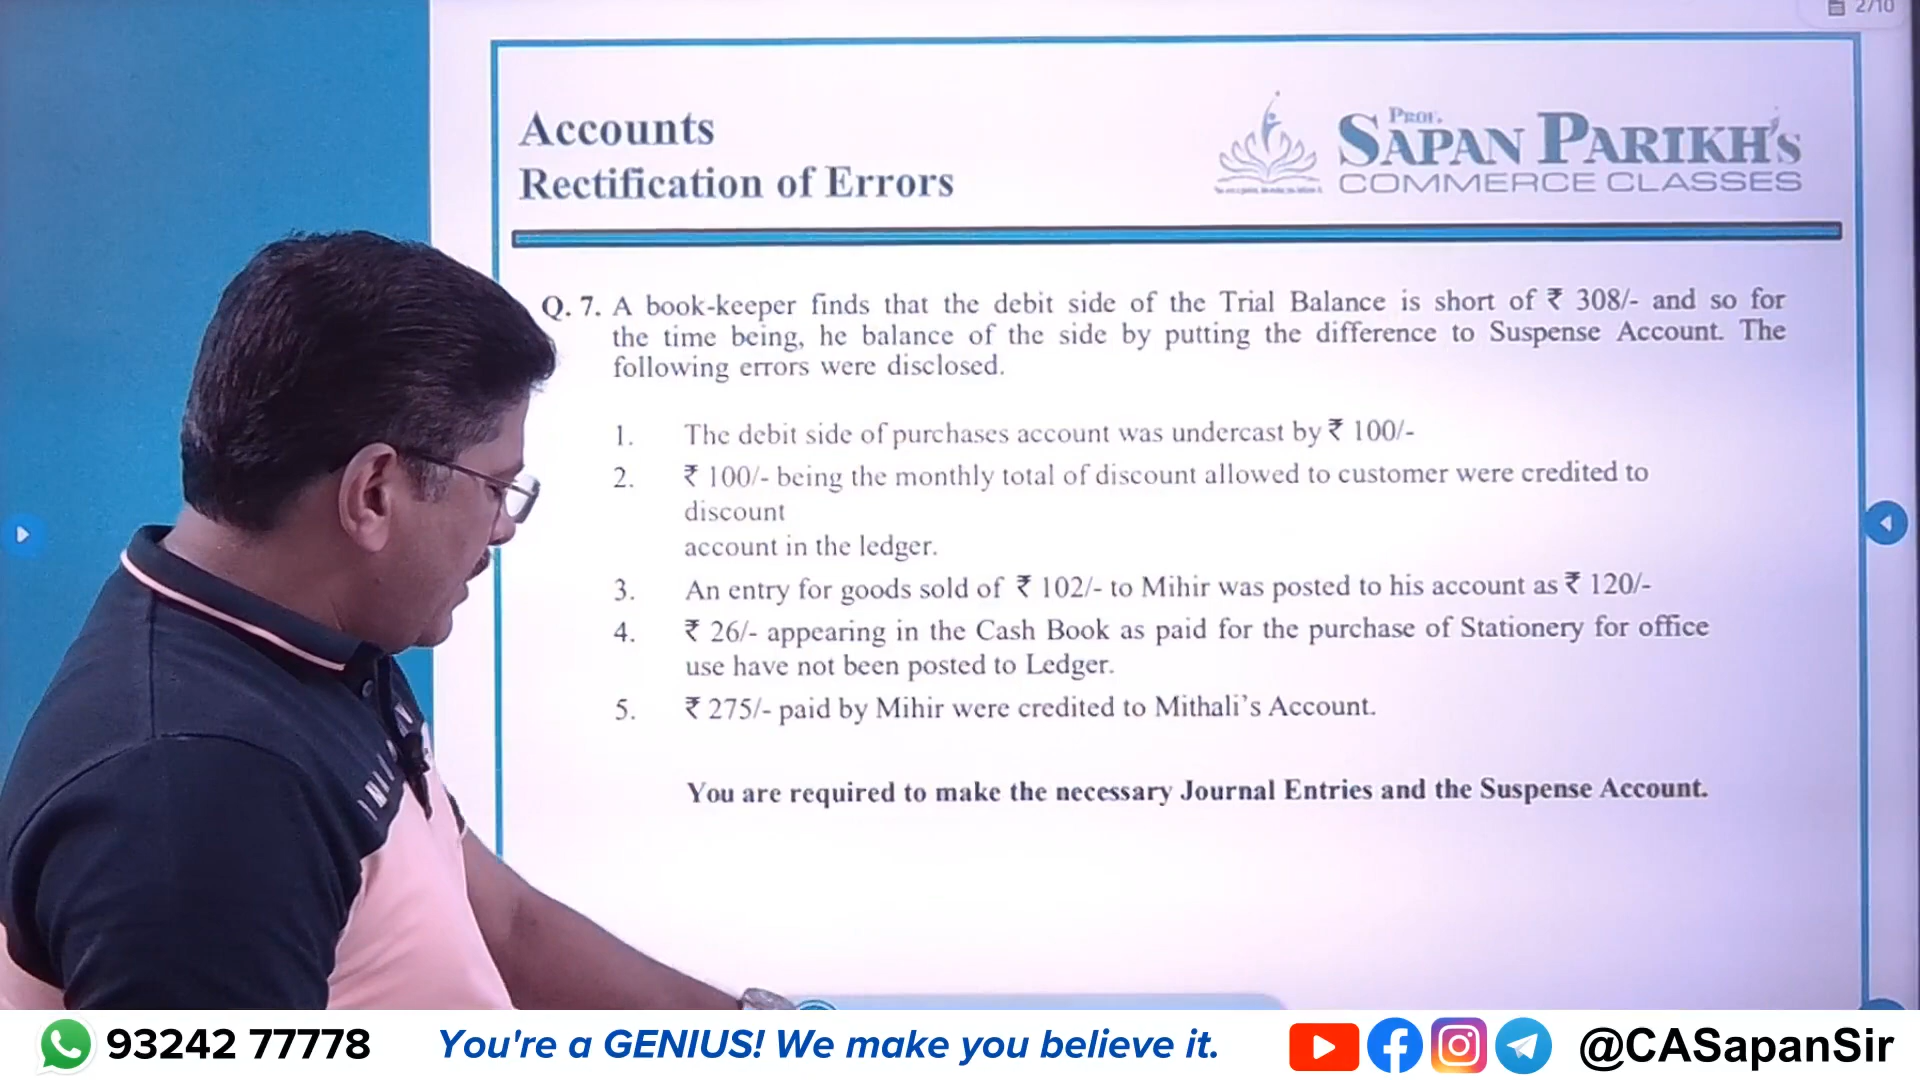 2/10
Accounts
Rectification of Errors
PROF.
SAPAN PARIKH's
COMMERCE CLASSES
Q. 7. A book-keeper finds that the debit side of the Trial Balance is short of ₹ 308/- and so for
the time being, he balance of the side by putting the difference to Suspense Account. The
following errors were disclosed.
1. The debit side of purchases account was undercast by ₹ 100/-
2. ₹ 100/- being the monthly total of discount allowed to customer were credited to
discount
account in the ledger.
3. An entry for goods sold of ₹ 102/- to Mihir was posted to his account as ₹ 120/-
4. ₹ 26/- appearing in the Cash Book as paid for the purchase of Stationery for office
use have not been posted to Ledger.
5. ₹ 275/- paid by Mihir were credited to Mithali's Account.
You are required to make the necessary Journal Entries and the Suspense Account.
93242 77778
You're a GENIUS! We make you believe it.
@CASapanSir